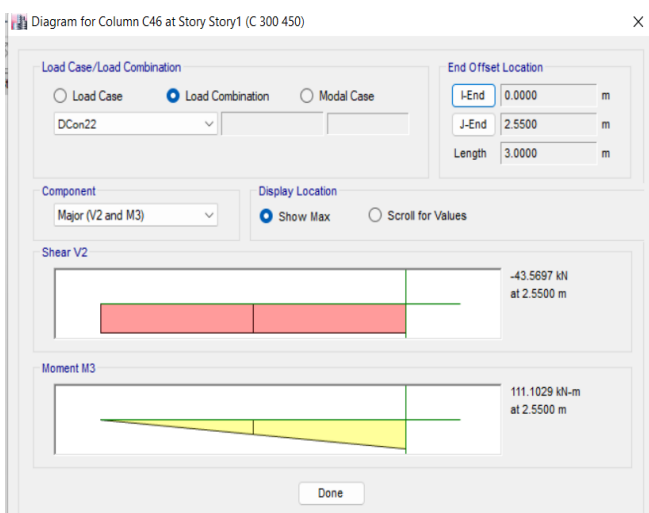 Diagram for Column C46 at Story Story1 (C 300 450)
Load Case/Load Combination
Load Case Load Combination Modal Case
DCon22
End Offset Location
I-End 0.0000 m
J-End 2.5500 m
Length 3.0000 m
Component
Major (V2 and M3)
Display Location
Show Max Scroll for Values
Shear V2
-43.5697 kN
at 2.5500 m
Moment M3
111.1029 kN-m
at 2.5500 m
Done